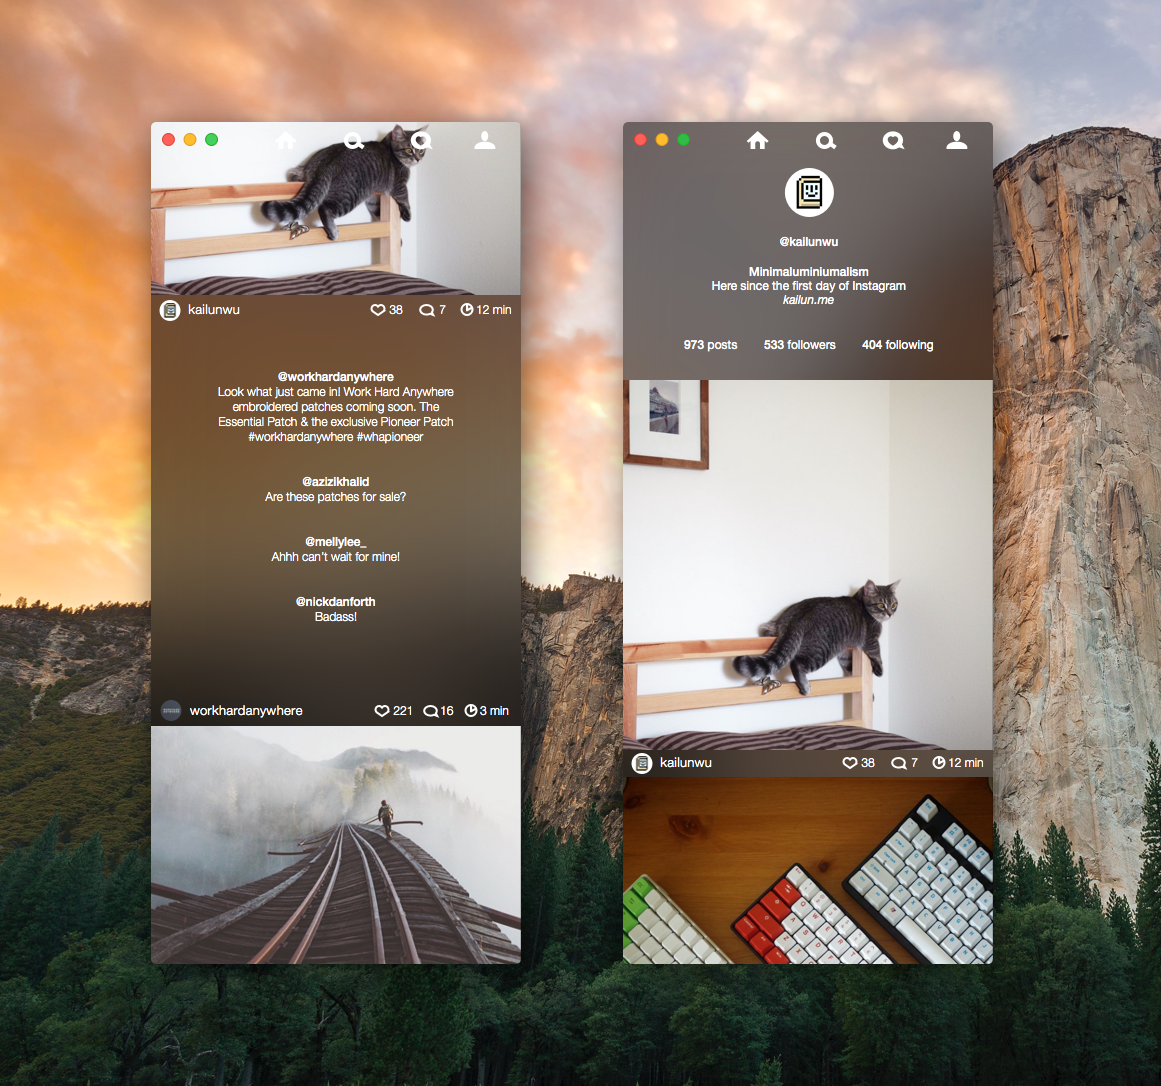 kailunwu 38 7 12 min
@workhardanywhere
Look what just came in! Work Hard Anywhere
embroidered patches coming soon. The
Essential Patch & the exclusive Pioneer Patch
#workhardanywhere #whapioneer
@azizikhalid
Are these patches for sale?
@mellylee_
Ahhh can't wait for mine!
@nickdanforth
Badass!
workhardanywhere 221 16 3 min
@kailunwu
Minimaluminiumalism
Here since the first day of Instagram
kailun.me
973 posts 533 followers 404 following
kailunwu 38 7 12 min